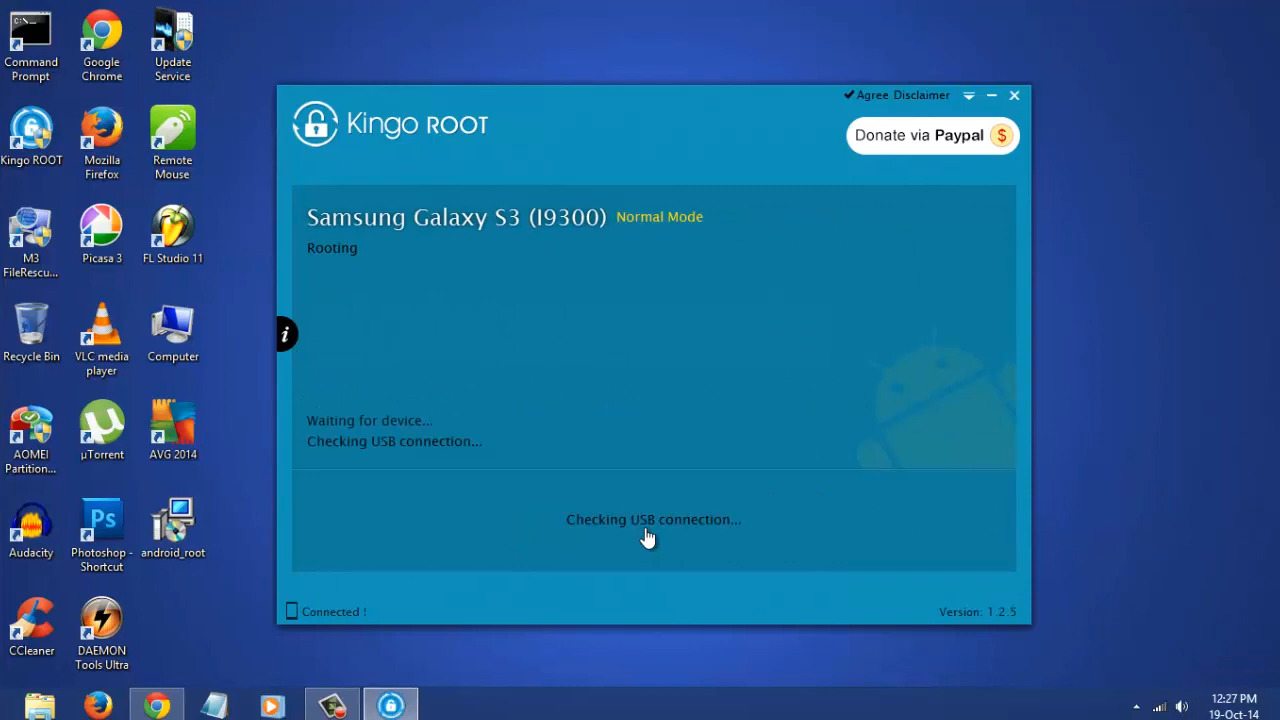 Command
Prompt
Google
Chrome
Update
Service
Kingo ROOT
Mozilla
Firefox
Remote
Mouse
M3
FileRescu...
Picasa 3
FL Studio 11
Recycle Bin
VLC media
player
Computer
AOMEI
Partition...
µTorrent
AVG 2014
Audacity
Ps
Photoshop -
Shortcut
android_root
CCleaner
DAEMON
Tools Ultra
Agree Disclaimer
Kingo ROOT
Donate via Paypal $
Samsung Galaxy S3 (I9300) Normal Mode
Rooting
i
Waiting for device...
Checking USB connection...
Checking USB connection...
Connected !
Version: 1.2.5
12:27 PM
19-Oct-14